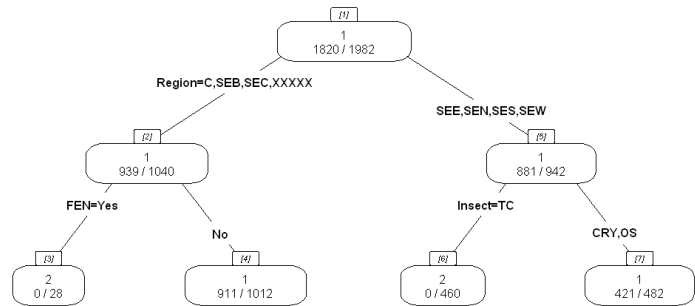 [1]
1
1820 / 1982
Region=C,SEB,SEC,XXXXX
SEE,SEN,SES,SEW
[2]
1
939 / 1040
[5]
1
881 / 942
FEN=Yes
No
Insect=TC
CRY,OS
[3]
2
0 / 28
[4]
1
911 / 1012
[6]
2
0 / 460
[7]
1
421 / 482